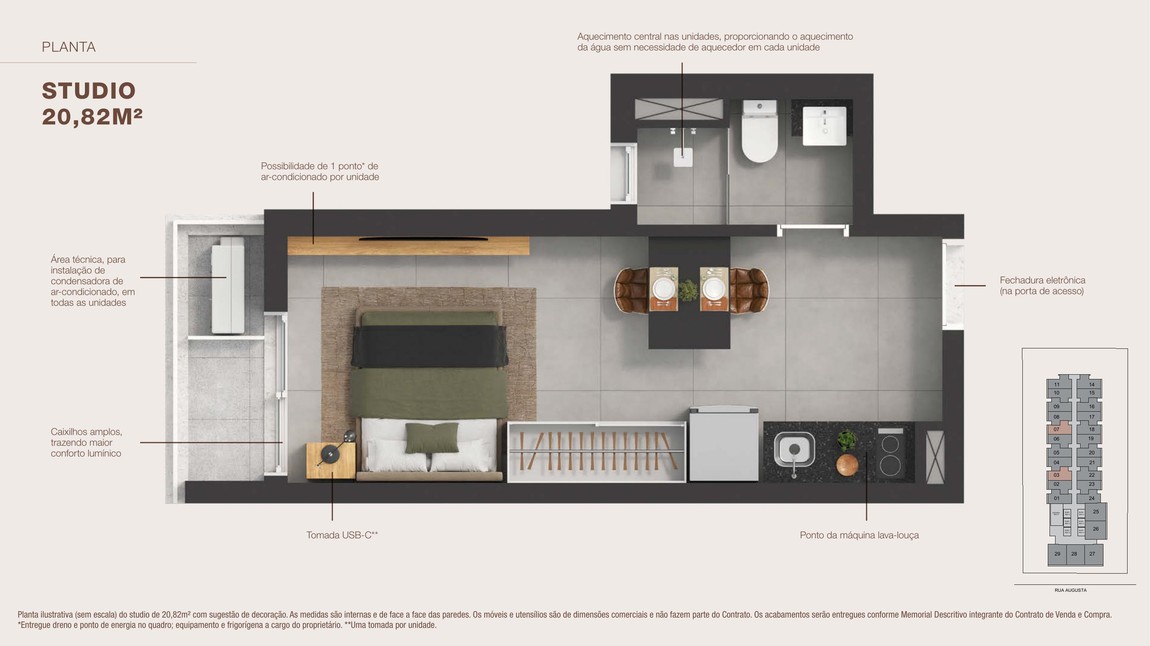 PLANTA
STUDIO
20,82M²
Aquecimento central nas unidades, proporcionando o aquecimento
da água sem necessidade de aquecedor em cada unidade
Possibilidade de 1 ponto* de
ar-condicionado por unidade
Área técnica, para
instalação de
condensadora de
ar-condicionado, em
todas as unidades
Fechadura eletrônica
(na porta de acesso)
Caixilhos amplos,
trazendo maior
conforto lumínico
Tomada USB-C**
Ponto da máquina lava-louça
11 14
10 15
09 16
08 17
07 18
06 19
05 20
04 21
03 22
02 23
01 24
25
26
29 28 27
RUA AUGUSTA
Planta ilustrativa (sem escala) do studio de 20,82m² com sugestão de decoração. As medidas são internas e de face a face das paredes. Os móveis e utensílios são de dimensões comerciais e não fazem parte do Contrato. Os acabamentos serão entregues conforme Memorial Descritivo integrante do Contrato de Venda e Compra.
*Entregue dreno e ponto de energia no quadro; equipamento e frigorígena a cargo do proprietário. **Uma tomada por unidade.